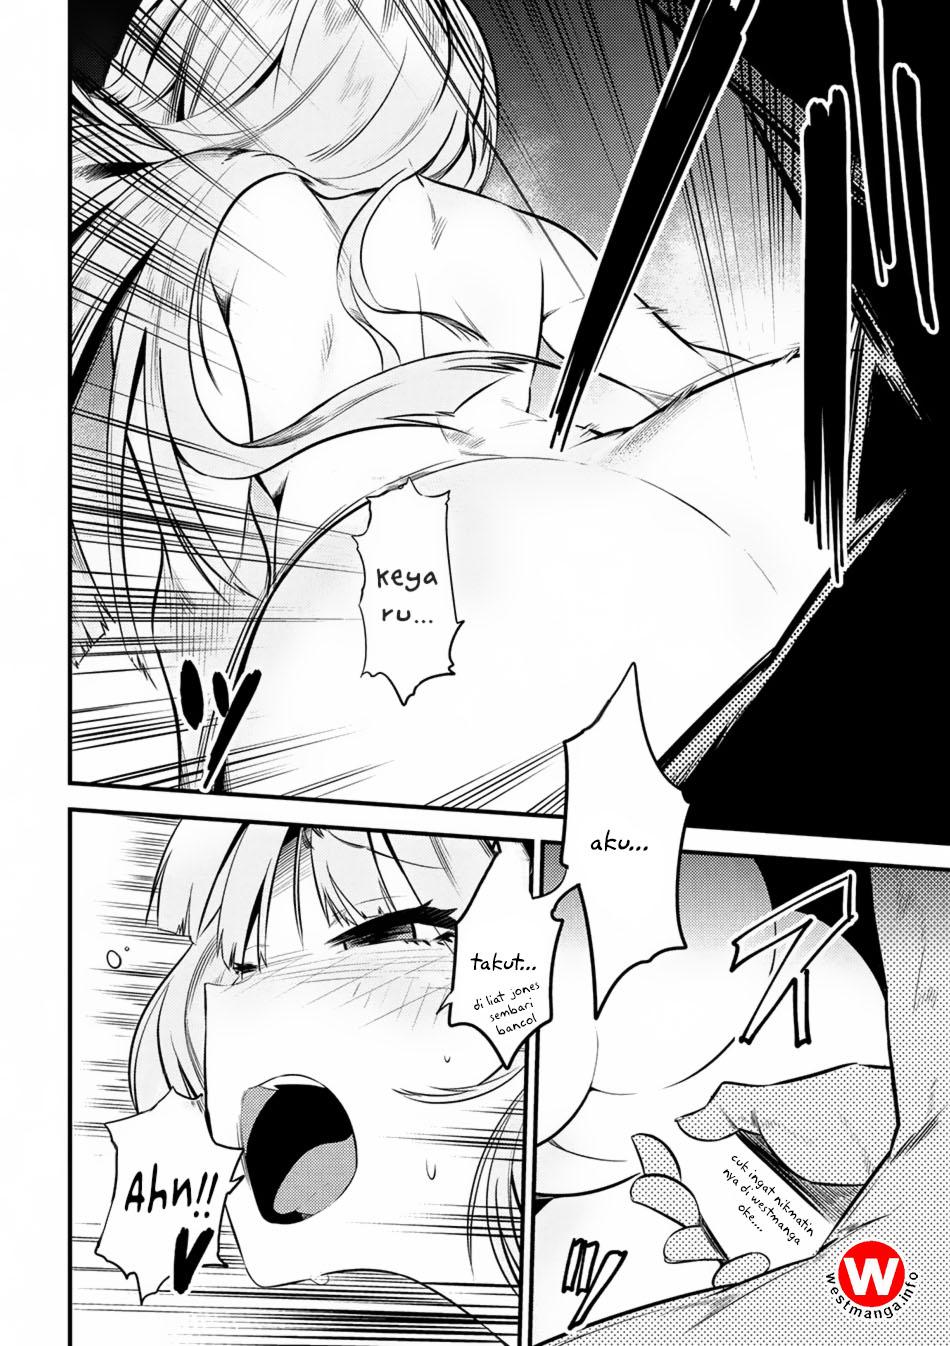 keya
ru...
aku...
takut...
di liat jones
sembari
bancol
Ahn!!
cuk ingat nikmatin
nya di westmanga
oke....
W
westmanga.info